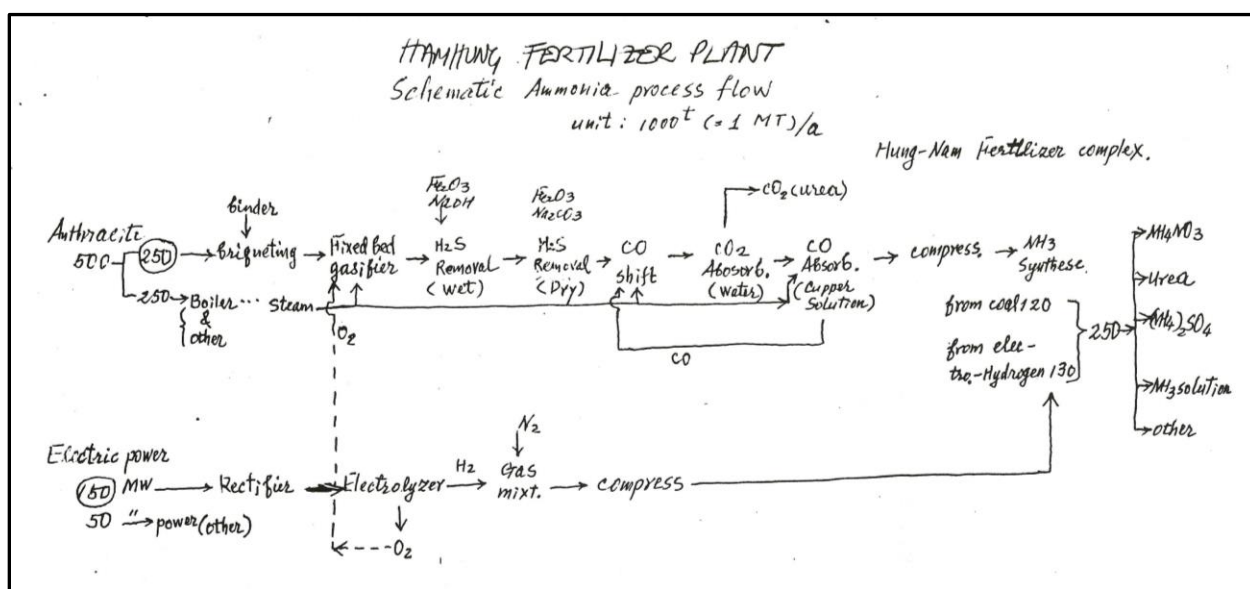 HAMHUNG FERTILIZER PLANT
Schematic Ammonia process flow
unit : 1000t (= 1 MT)/a
Hung-Nam Fertilizer complex.
Anthracite
500
250
binder
briqueting
Fixed bed
gasifier
Fe2O3
NaOH
H2S
Removal
(wet)
Fe2O3
Na2CO3
H2S
Removal
(Dry)
CO
Shift
CO2 (urea)
CO2
Abosorb.
(Water)
CO
Absorb.
(Cupper
Solution)
compress.
NH3
Synthese.
250
Boiler ...
&
other
steam
O2
CO
from coal 120
from elec-
tro.-Hydrogen 130
250
NH4NO3
urea
(NH4)2SO4
NH3 solution
other
Electric power
150 MW
Rectifier
Electrolyzer
H2
N2
Gas
mixt.
compress
50 " power (other)
O2